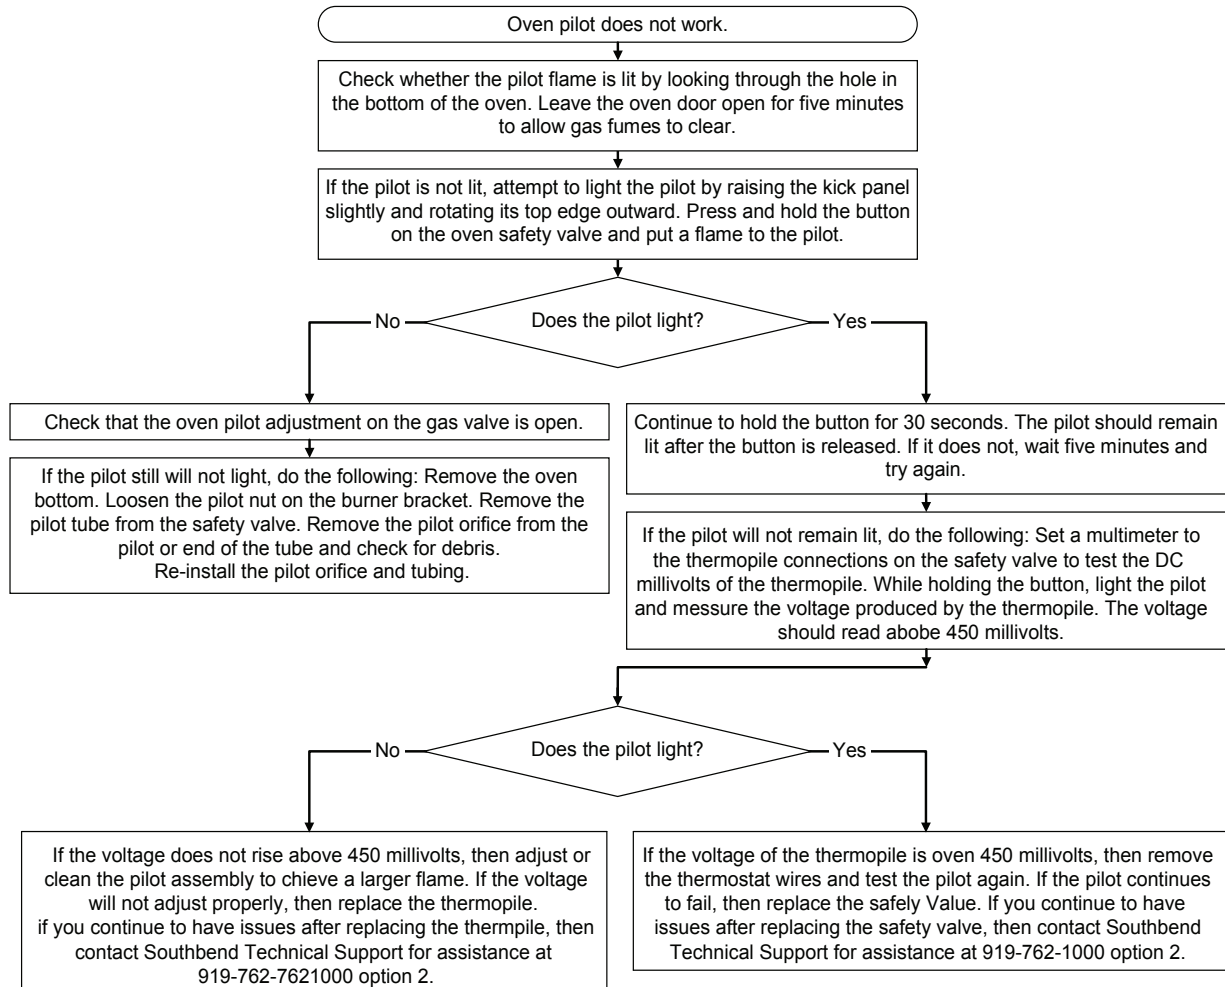 Oven pilot does not work.
Check whether the pilot flame is lit by looking through the hole in
the bottom of the oven. Leave the oven door open for five minutes
to allow gas fumes to clear.
If the pilot is not lit, attempt to light the pilot by raising the kick panel
slightly and rotating its top edge outward. Press and hold the button
on the oven safety valve and put a flame to the pilot.
Does the pilot light?
No
Yes
Check that the oven pilot adjustment on the gas valve is open.
If the pilot still will not light, do the following: Remove the oven
bottom. Loosen the pilot nut on the burner bracket. Remove the
pilot tube from the safety valve. Remove the pilot orifice from the
pilot or end of the tube and check for debris.
Re-install the pilot orifice and tubing.
Continue to hold the button for 30 seconds. The pilot should remain
lit after the button is released. If it does not, wait five minutes and
try again.
If the pilot will not remain lit, do the following: Set a multimeter to
the thermopile connections on the safety valve to test the DC
millivolts of the thermopile. While holding the button, light the pilot
and messure the voltage produced by the thermopile. The voltage
should read abobe 450 millivolts.
Does the pilot light?
No
Yes
If the voltage does not rise above 450 millivolts, then adjust or
clean the pilot assembly to chieve a larger flame. If the voltage
will not adjust properly, then replace the thermopile.
if you continue to have issues after replacing the thermpile, then
contact Southbend Technical Support for assistance at
919-762-7621000 option 2.
If the voltage of the thermopile is oven 450 millivolts, then remove
the thermostat wires and test the pilot again. If the pilot continues
to fail, then replace the safely Value. If you continue to have
issues after replacing the safety valve, then contact Southbend
Technical Support for assistance at 919-762-1000 option 2.